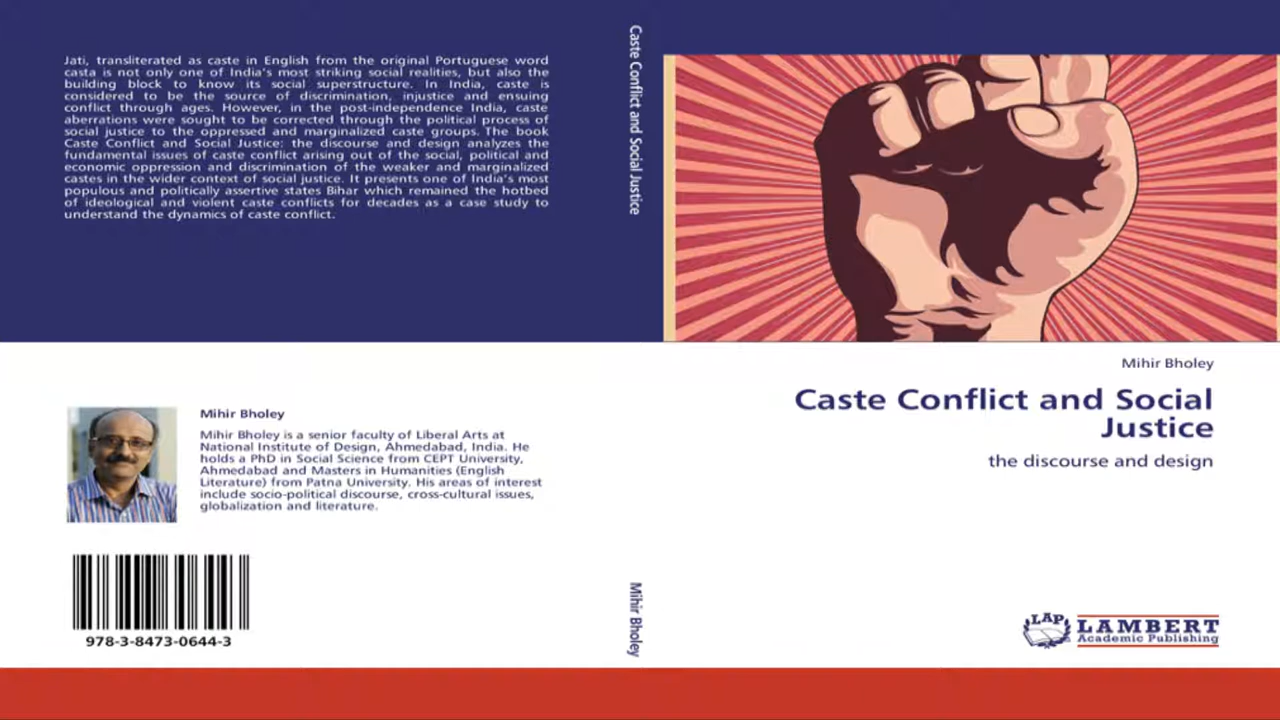 Jati, transliterated as caste in English from the original Portuguese word
casta is not only one of India's most striking social realities, but also the
building block to know its social superstructure. In India, caste is
considered to be the source of discrimination, injustice and ensuing
conflict through ages. However, in the post-independence India, caste
aberrations were sought to be corrected through the political process of
social justice to the oppressed and marginalized caste groups. The book
Caste Conflict and Social Justice: the discourse and design analyzes the
fundamental issues of caste conflict arising out of the social, political and
economic oppression and discrimination of the weaker and marginalized
castes in the wider context of social justice. It presents one of India's most
populous and politically assertive states Bihar which remained the hotbed
of ideological and violent caste conflicts for decades as a case study to
understand the dynamics of caste conflict.
Mihir Bholey
Mihir Bholey is a senior faculty of Liberal Arts at
National Institute of Design, Ahmedabad, India. He
holds a PhD in Social Science from CEPT University,
Ahmedabad and Masters in Humanities (English
Literature) from Patna University. His areas of interest
include socio-political discourse, cross-cultural issues,
globalization and literature.
978-3-8473-0644-3
Caste Conflict and Social Justice
Mihir Bholey
Mihir Bholey
Caste Conflict and Social
Justice
the discourse and design
LAP
LAMBERT
Academic Publishing